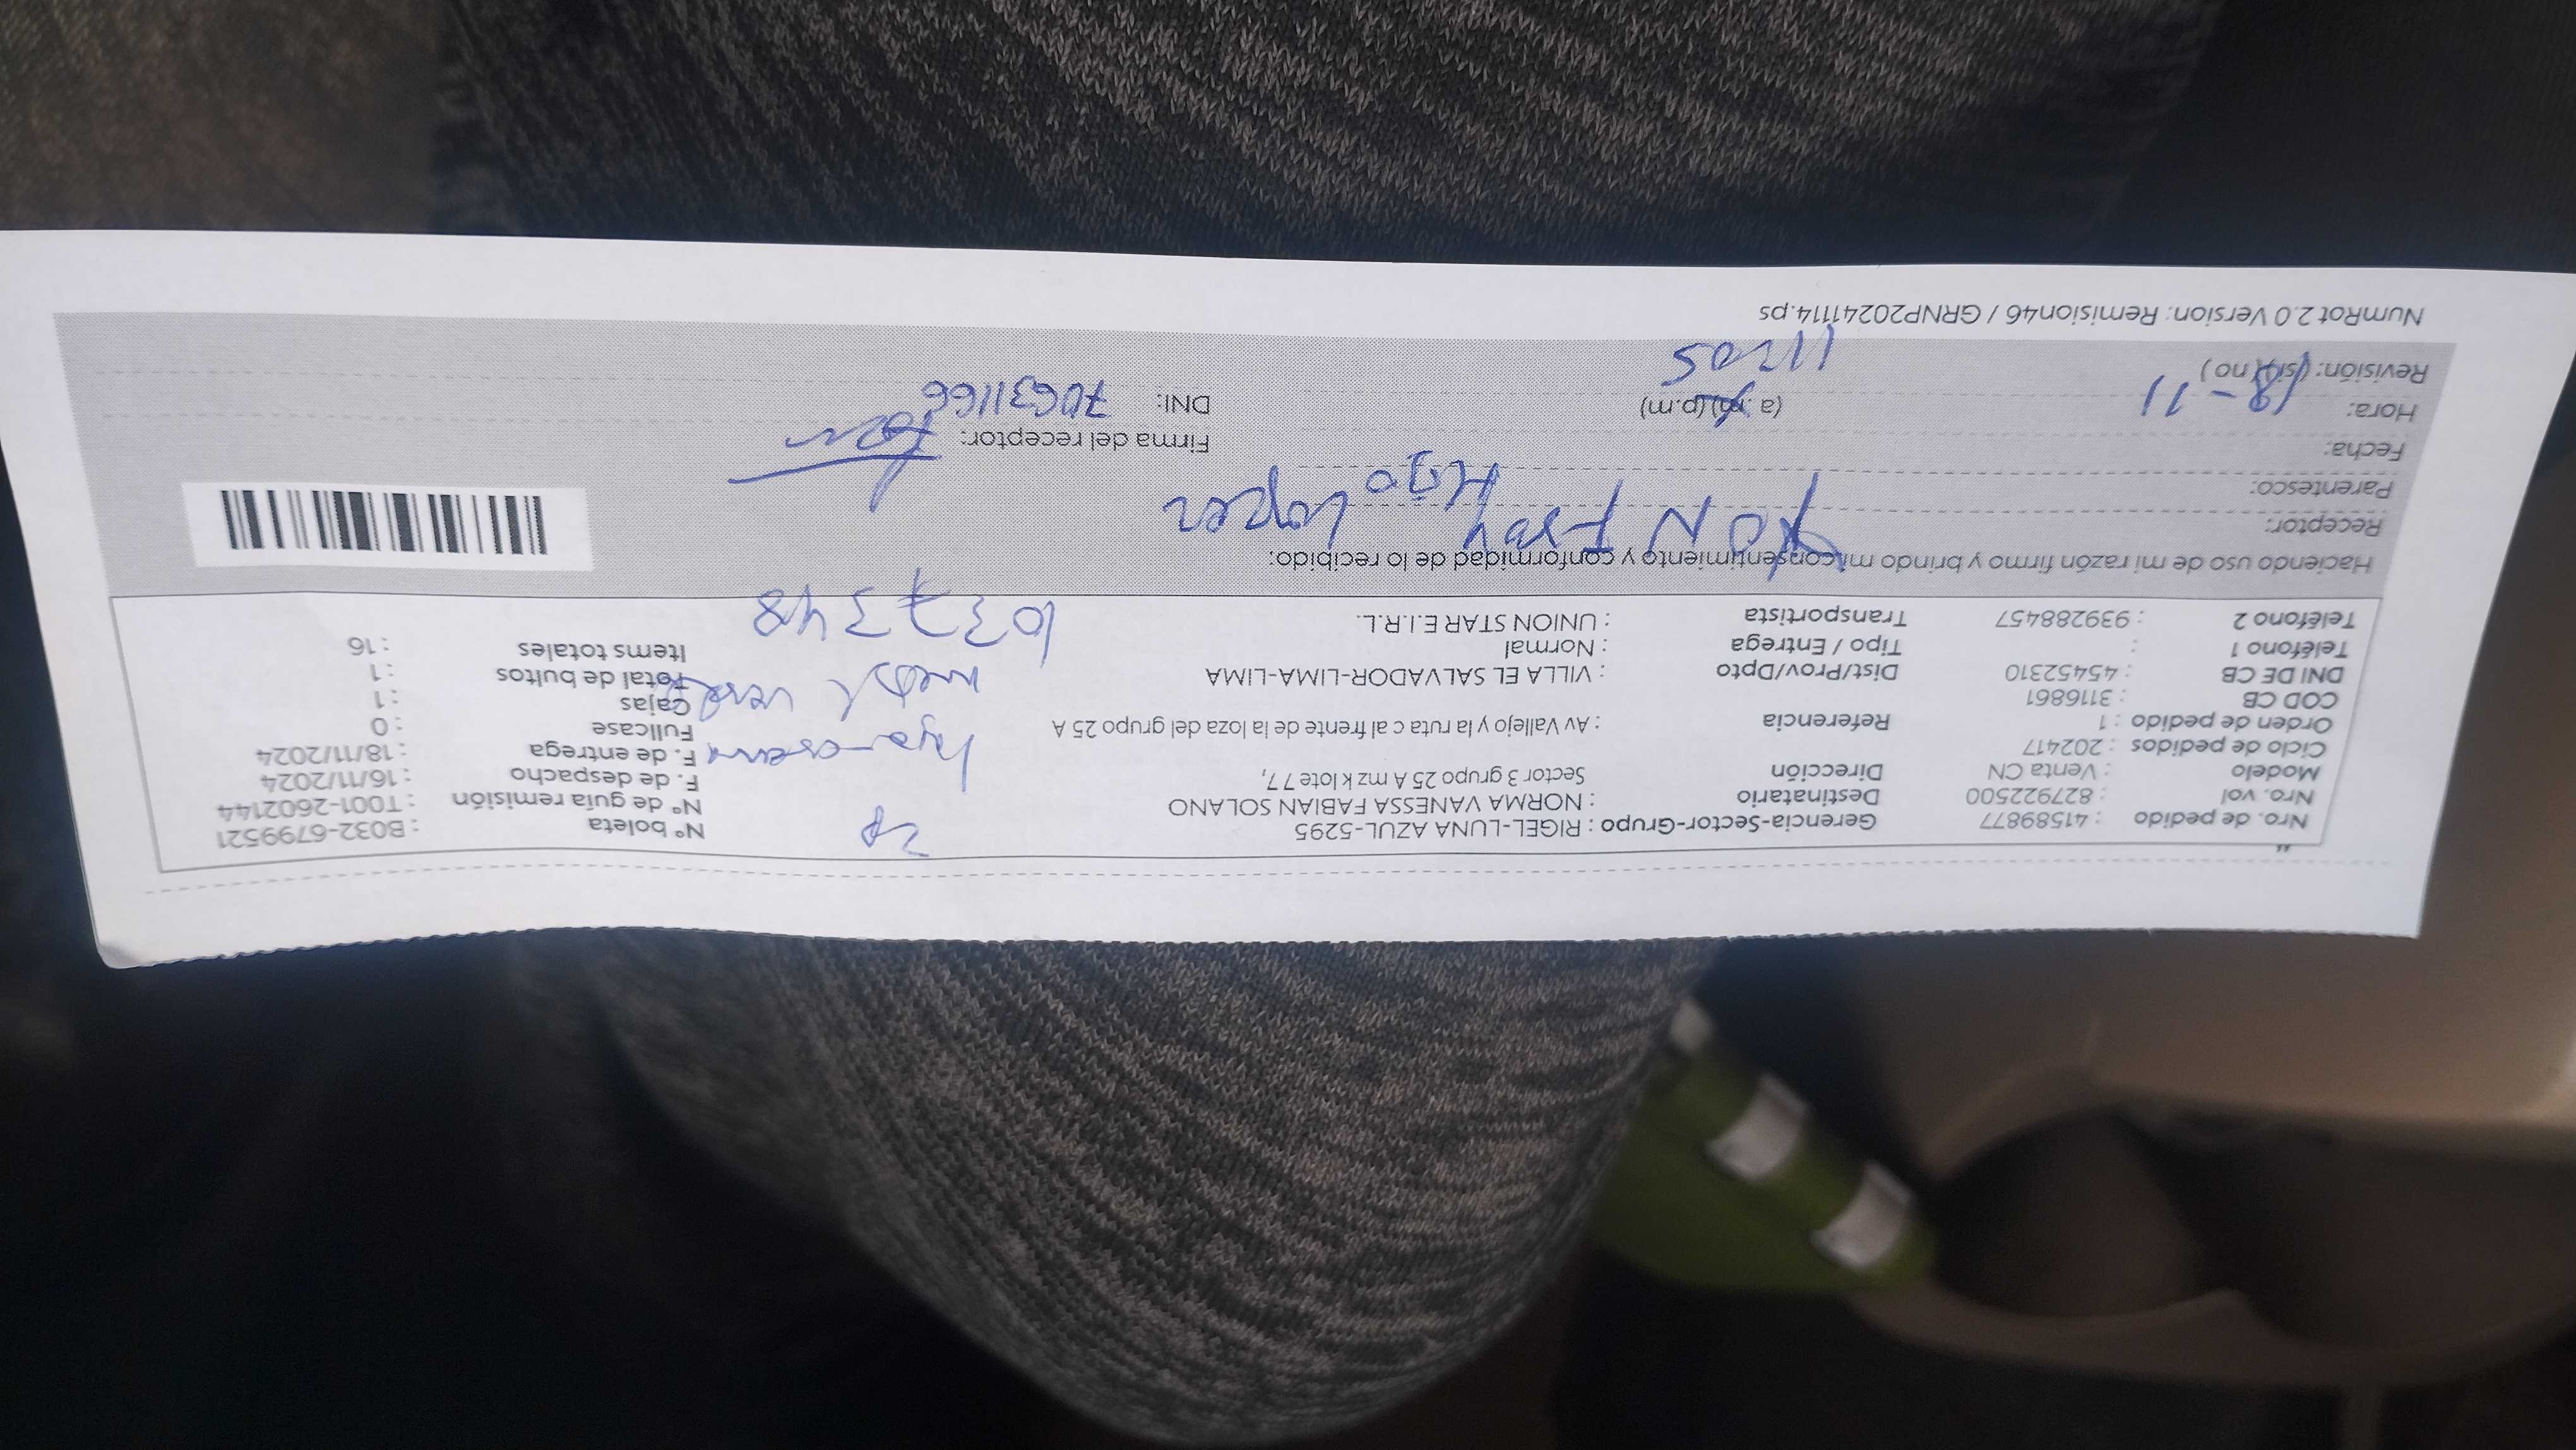 Nro. de pedido : 41589877 Gerencia-Sector-Grupo : RIGEL-LUNA AZUL-5295 2P N° boleta : B032-6799521
Nro. vol : 827922500 Destinatario : NORMA VANESSA FABIAN SOLANO N° de guía remisión : T001-2602144
Modelo : Venta CN Dirección Sector 3 grupo 25 A mz k lote 7 7, F. de despacho : 16/11/2024
Ciclo de pedidos : 202417 F. de entrega : 18/11/2024
Orden de pedido : 1 Referencia : Av Vallejo y la ruta c al frente de la loza del grupo 25 A Fullcase : 0
COD CB : 3116861 Cajas : 1
DNI DE CB : 45452310 Dist/Prov/Dpto : VILLA EL SALVADOR-LIMA-LIMA Total de bultos : 1
Teléfono 1 : Tipo / Entrega : Normal Items totales : 16
Teléfono 2 : 939288457 Transportista : UNION STAR E.I.R.L. 1037348
Haciendo uso de mi razón firmo y brindo mi consentimiento y conformidad de lo recibido:
Receptor: Lopez
Parentesco: Hijo
Fecha: 18-11 Firma del receptor:
Hora: (a.m) (p.m) 11:05 DNI: 70631166
Revisión: (si) (no)
NumRot 2.0 Version: Remision46 / GRNP20241114.ps